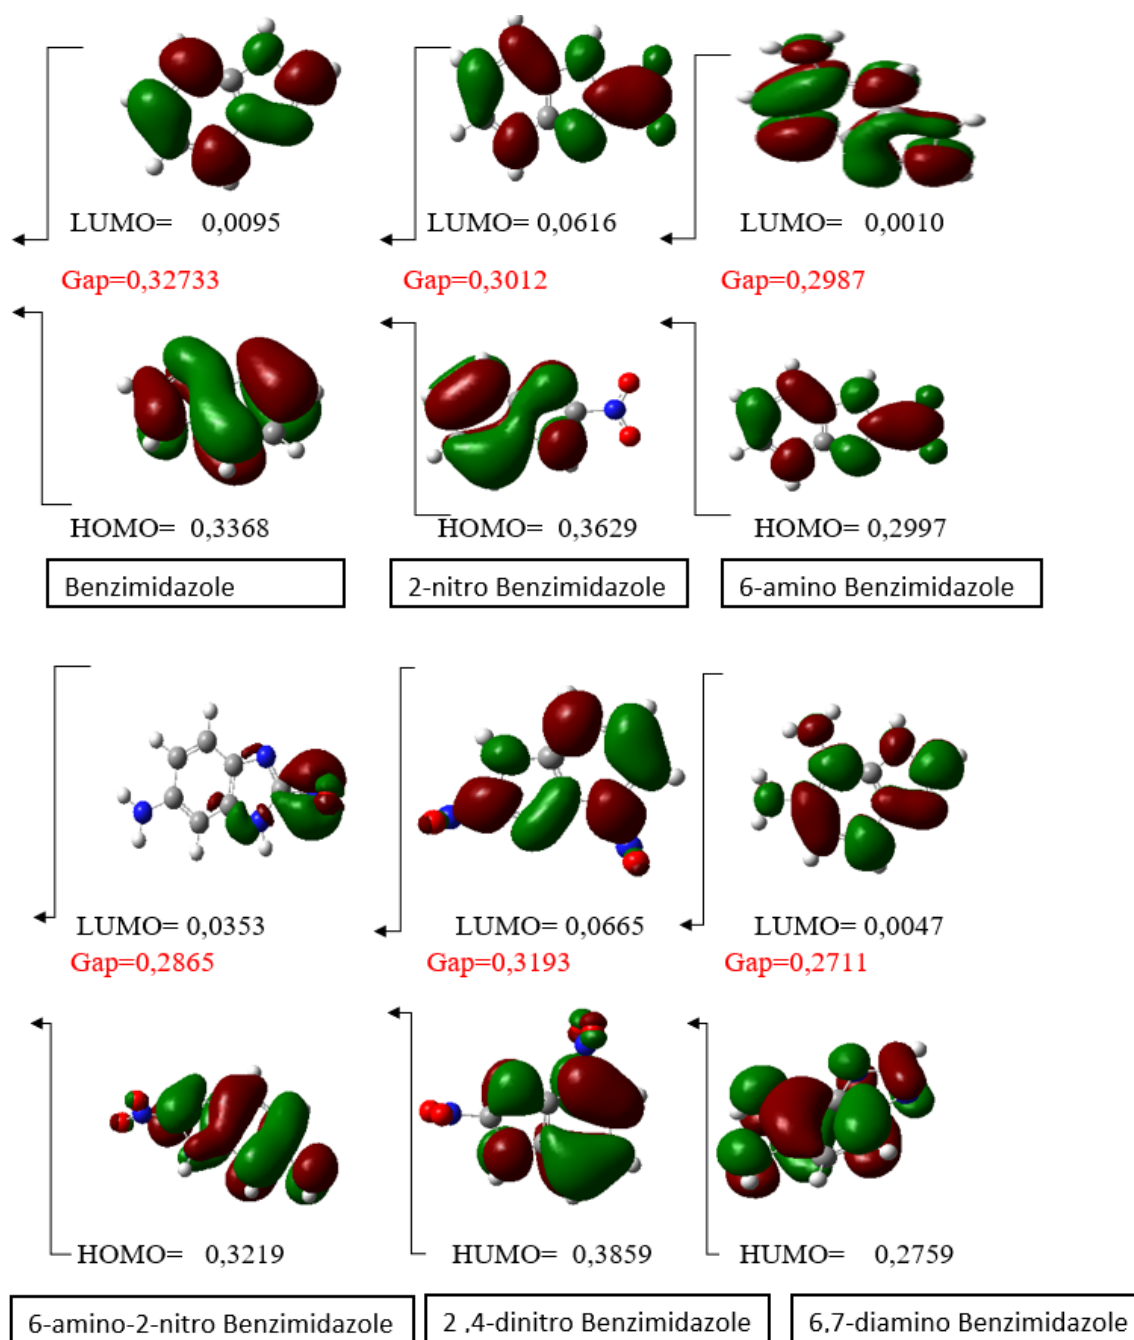 LUMO= 0,0095 LUMO= 0,0616 LUMO= 0,0010
Gap=0,32733 Gap=0,3012 Gap=0,2987
HOMO= 0,3368 HOMO= 0,3629 HOMO= 0,2997
Benzimidazole 2-nitro Benzimidazole 6-amino Benzimidazole
LUMO= 0,0353 LUMO= 0,0665 LUMO= 0,0047
Gap=0,2865 Gap=0,3193 Gap=0,2711
HOMO= 0,3219 HUMO= 0,3859 HUMO= 0,2759
6-amino-2-nitro Benzimidazole 2 ,4-dinitro Benzimidazole 6,7-diamino Benzimidazole